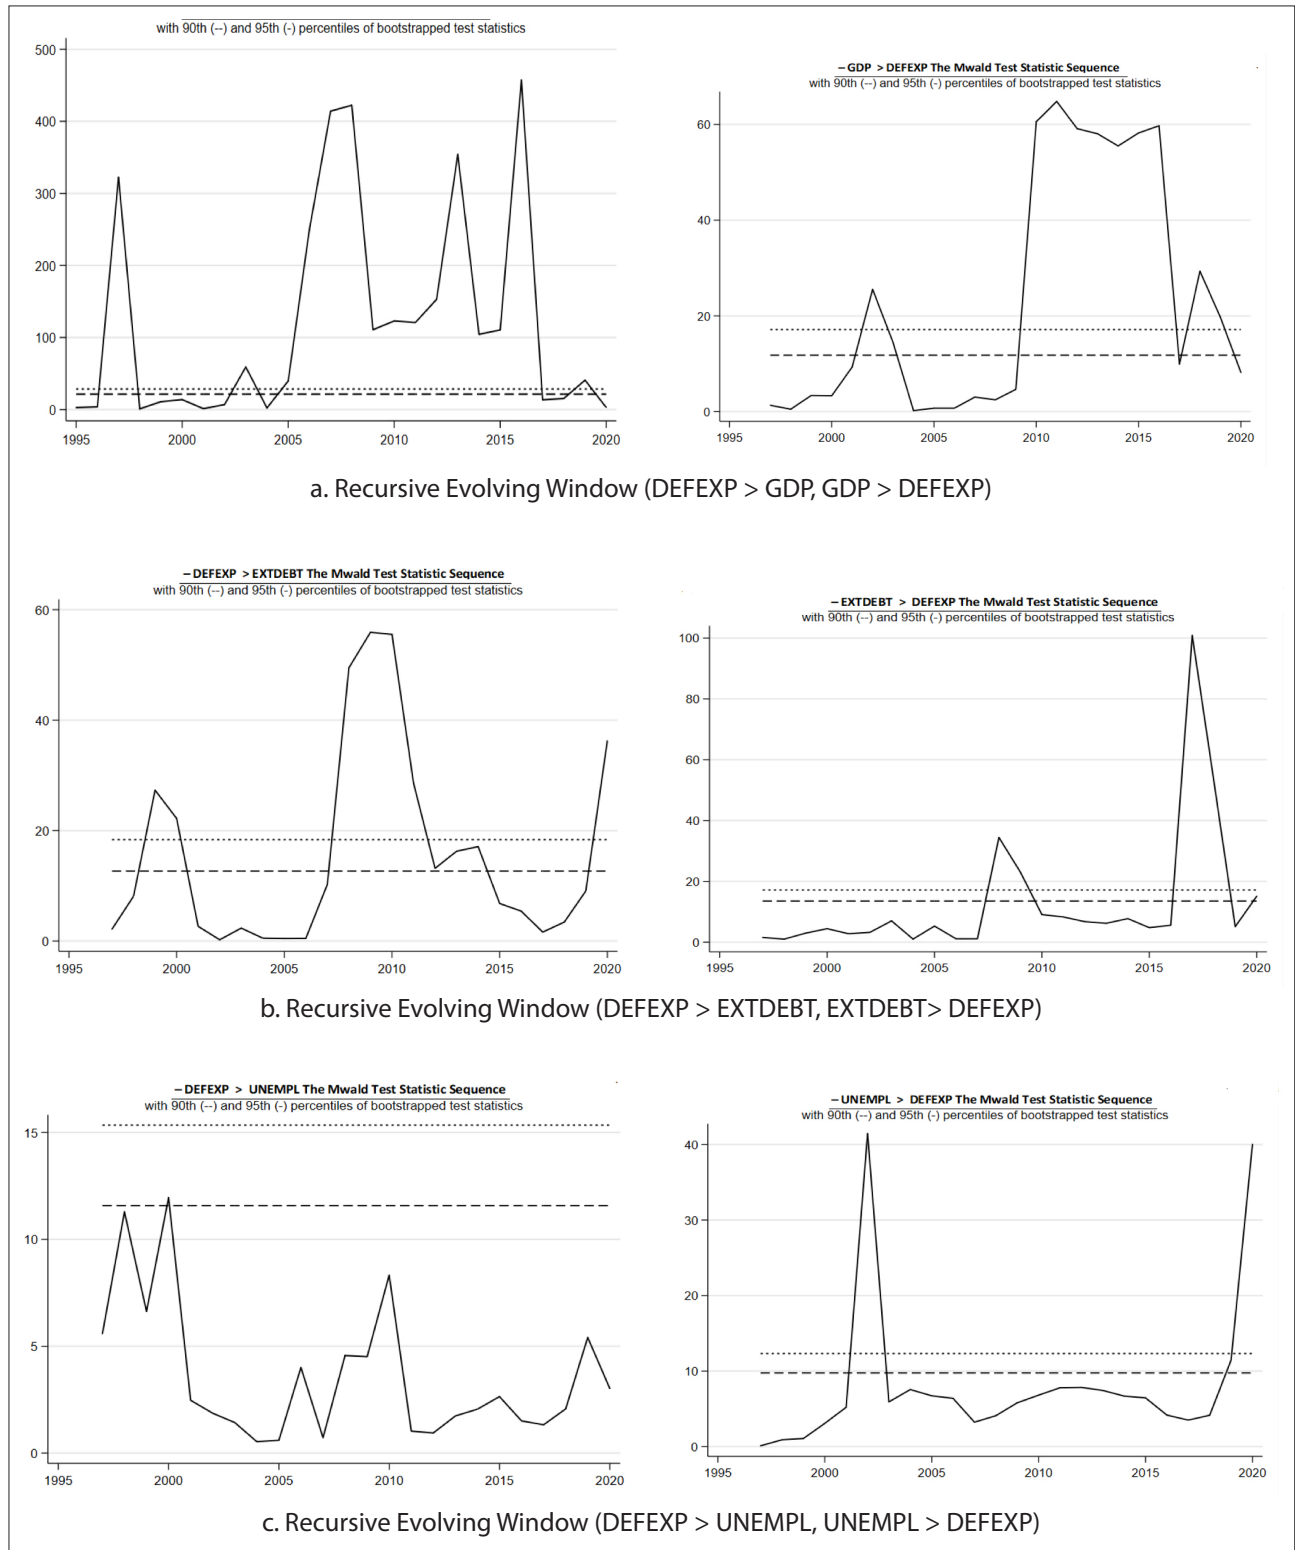 with 90th (--) and 95th (-) percentiles of bootstrapped test statistics
500
400
300
200
100
0
1995 2000 2005 2010 2015 2020
– GDP > DEFEXP The Mwald Test Statistic Sequence
with 90th (--) and 95th (-) percentiles of bootstrapped test statistics
60
40
20
0
1995 2000 2005 2010 2015 2020
a. Recursive Evolving Window (DEFEXP > GDP, GDP > DEFEXP)
– DEFEXP > EXTDEBT The Mwald Test Statistic Sequence
with 90th (--) and 95th (-) percentiles of bootstrapped test statistics
60
40
20
0
1995 2000 2005 2010 2015 2020
– EXTDEBT > DEFEXP The Mwald Test Statistic Sequence
with 90th (--) and 95th (-) percentiles of bootstrapped test statistics
100
80
60
40
20
0
1995 2000 2005 2010 2015 2020
b. Recursive Evolving Window (DEFEXP > EXTDEBT, EXTDEBT> DEFEXP)
– DEFEXP > UNEMPL The Mwald Test Statistic Sequence
with 90th (--) and 95th (-) percentiles of bootstrapped test statistics
15
10
5
0
1995 2000 2005 2010 2015 2020
– UNEMPL > DEFEXP The Mwald Test Statistic Sequence
with 90th (--) and 95th (-) percentiles of bootstrapped test statistics
40
30
20
10
0
1995 2000 2005 2010 2015 2020
c. Recursive Evolving Window (DEFEXP > UNEMPL, UNEMPL > DEFEXP)